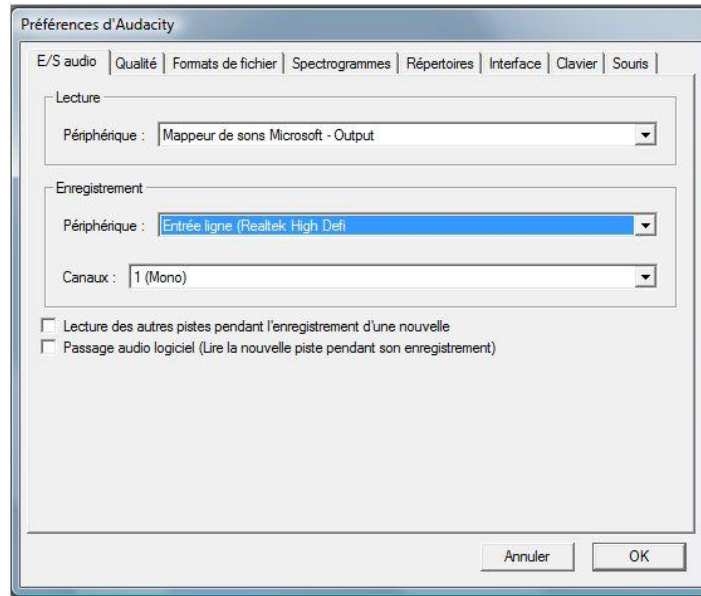 Préférences d'Audacity
E/S audio Qualité Formats de fichier Spectrogrammes Répertoires Interface Clavier Souris
Lecture
Périphérique : Mappeur de sons Microsoft - Output
Enregistrement
Périphérique : Entrée ligne (Realtek High Defi
Canaux : 1 (Mono)
Lecture des autres pistes pendant l'enregistrement d'une nouvelle
Passage audio logiciel (Lire la nouvelle piste pendant son enregistrement)
Annuler OK